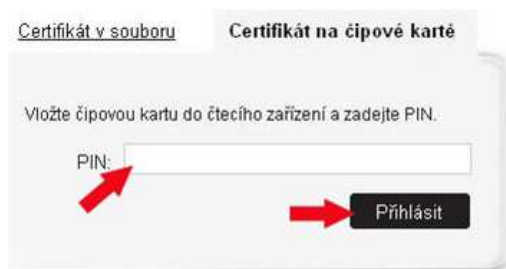 Certifikát v souboru Certifikát na čipové kartě
Vložte čipovou kartu do čtecího zařízení a zadejte PIN.
PIN:
Přihlásit